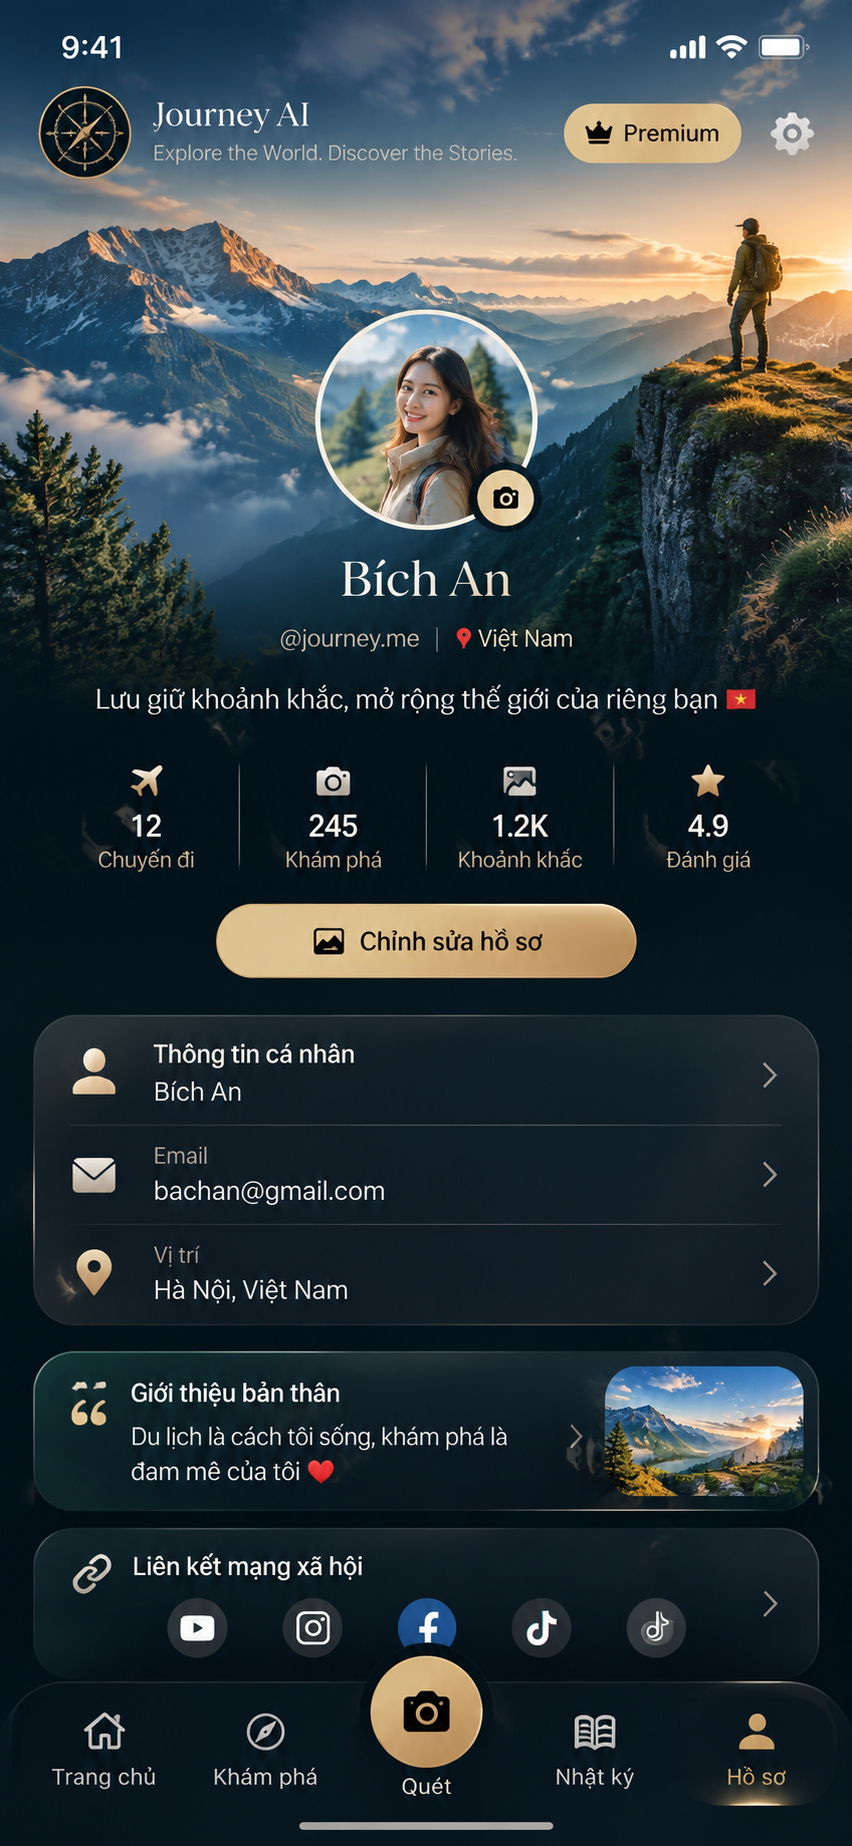 9:41
Journey AI
Explore the World. Discover the Stories.
Premium
Bích An
@journey.me | Việt Nam
Lưu giữ khoảnh khắc, mở rộng thế giới của riêng bạn
12
Chuyến đi
245
Khám phá
1.2K
Khoảnh khắc
4.9
Đánh giá
Chỉnh sửa hồ sơ
Thông tin cá nhân
Bích An
Email
bachan@gmail.com
Vị trí
Hà Nội, Việt Nam
Giới thiệu bản thân
Du lịch là cách tôi sống, khám phá là
đam mê của tôi
Liên kết mạng xã hội
Trang chủ
Khám phá
Quét
Nhật ký
Hồ sơ